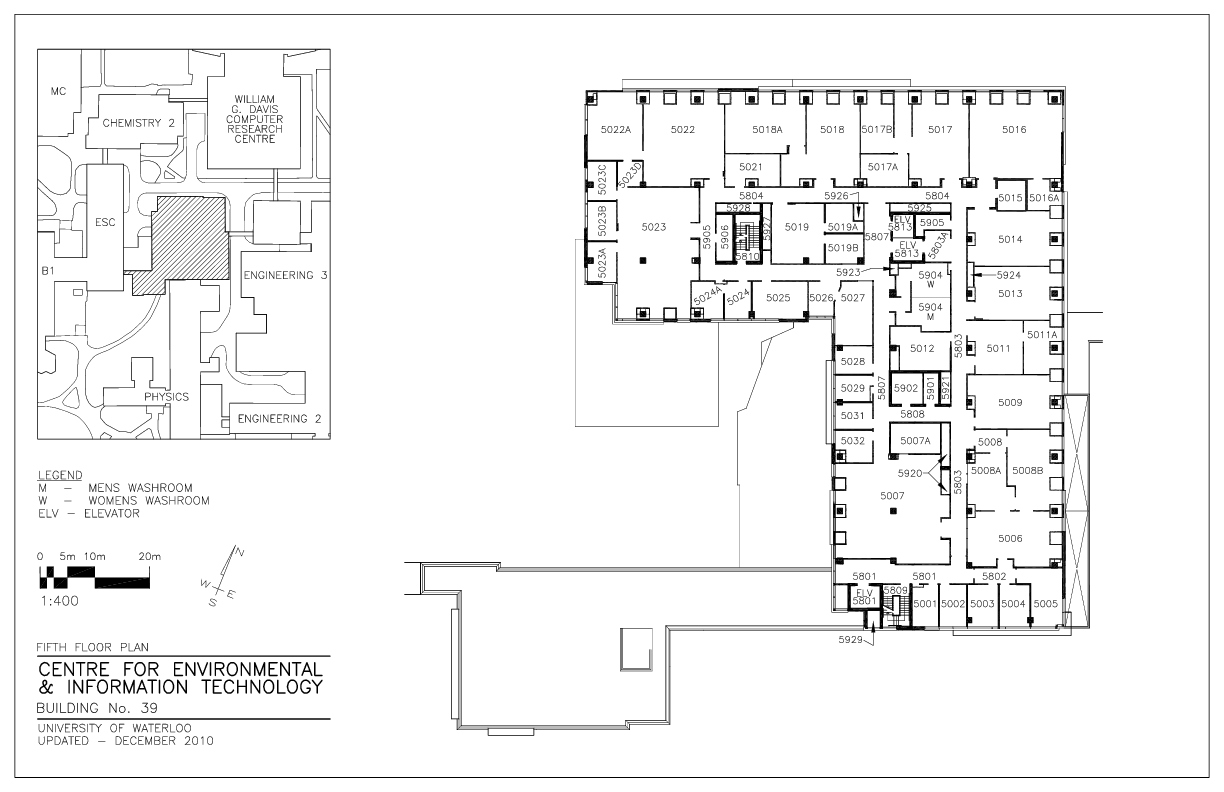 MC
CHEMISTRY 2
WILLIAM
G. DAVIS
COMPUTER
RESEARCH
CENTRE
ESC
B1
ENGINEERING 3
PHYSICS
ENGINEERING 2
LEGEND
M – MENS WASHROOM
W – WOMENS WASHROOM
ELV – ELEVATOR
0 5m 10m 20m
1:400
N
W
E
S
FIFTH FLOOR PLAN
CENTRE FOR ENVIRONMENTAL
& INFORMATION TECHNOLOGY
BUILDING No. 39
UNIVERSITY OF WATERLOO
UPDATED – DECEMBER 2010
5022A
5022
5018A
5018
5017B
5017
5016
5023C
5023D
5021
5017A
5804
5926
5804
5015
5016A
5023B
5023
5905
5928
5906
5810
5927
5019
5019A
5019B
5807
5925
ELV
5813
5905
ELV
5813
5803A
5014
5023A
5923
5904
W
5924
5013
5024A
5024
5025
5026
5027
5904
M
5012
5803
5011
5011A
5028
5029
5807
5902
5901
5921
5009
5031
5808
5032
5007A
5008
5920
5008A
5008B
5803
5007
5006
5801
5801
5802
ELV
5801
5809
5001
5002
5003
5004
5005
5929